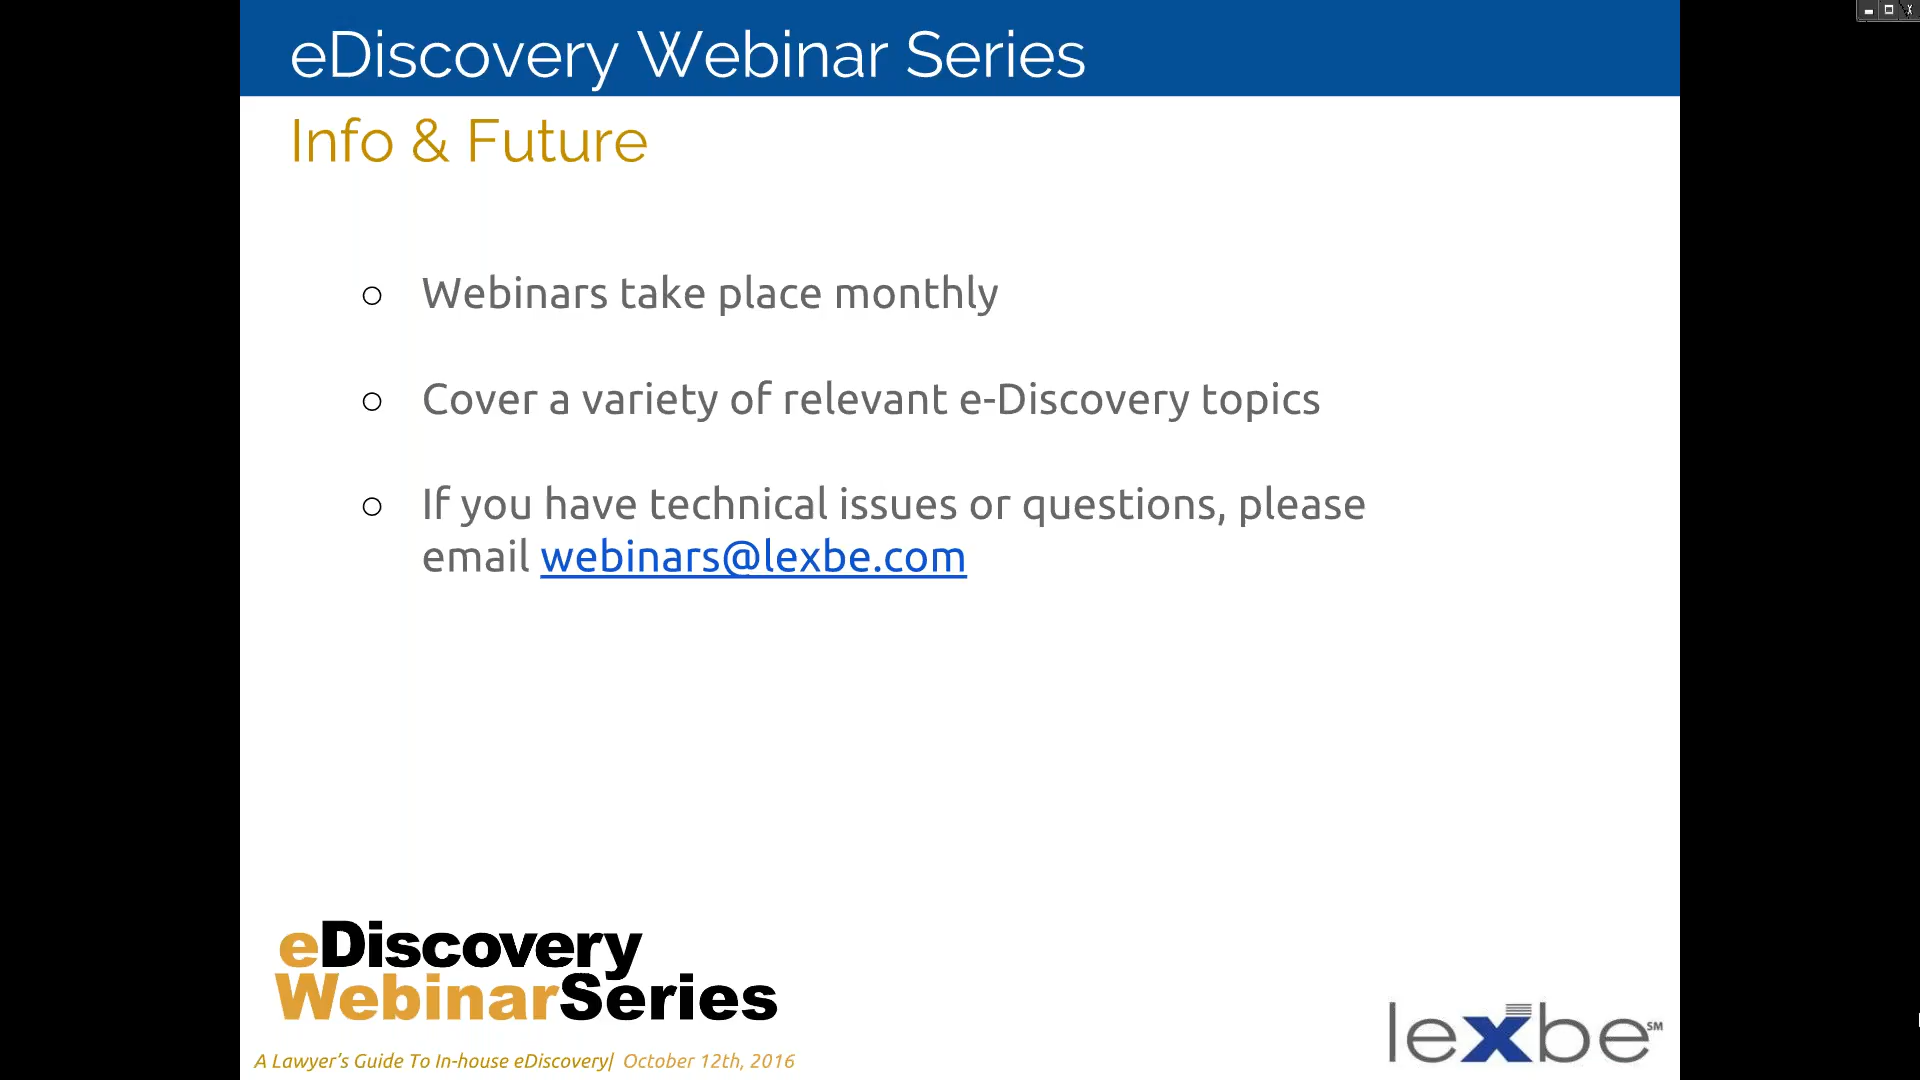 eDiscovery Webinar Series
Info & Future
○ Webinars take place monthly
○ Cover a variety of relevant e-Discovery topics
○ If you have technical issues or questions, please
email webinars@lexbe.com
eDiscovery
WebinarSeries
lexbe℠
A Lawyer's Guide To In-house eDiscovery| October 12th, 2016